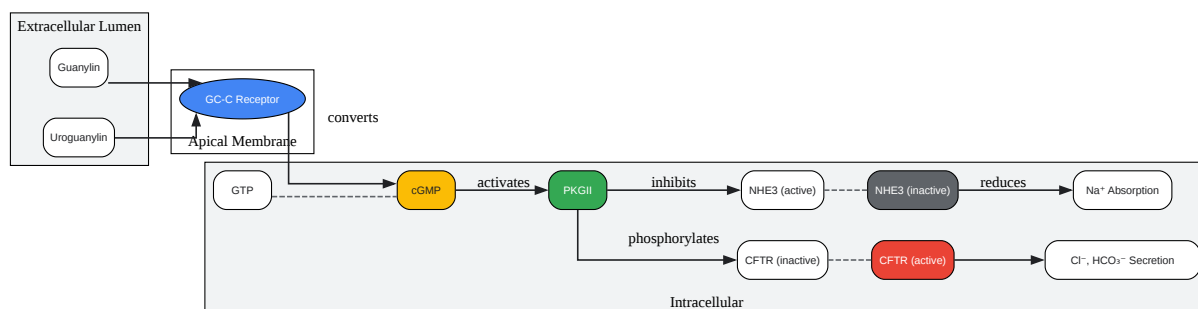 Extracellular Lumen
Guanylin
Uroguanylin
GC-C Receptor
Apical Membrane
converts
GTP
cGMP
activates
PKGII
inhibits
NHE3 (active)
NHE3 (inactive)
reduces
Na⁺ Absorption
phosphorylates
CFTR (inactive)
CFTR (active)
Cl⁻, HCO₃⁻ Secretion
Intracellular